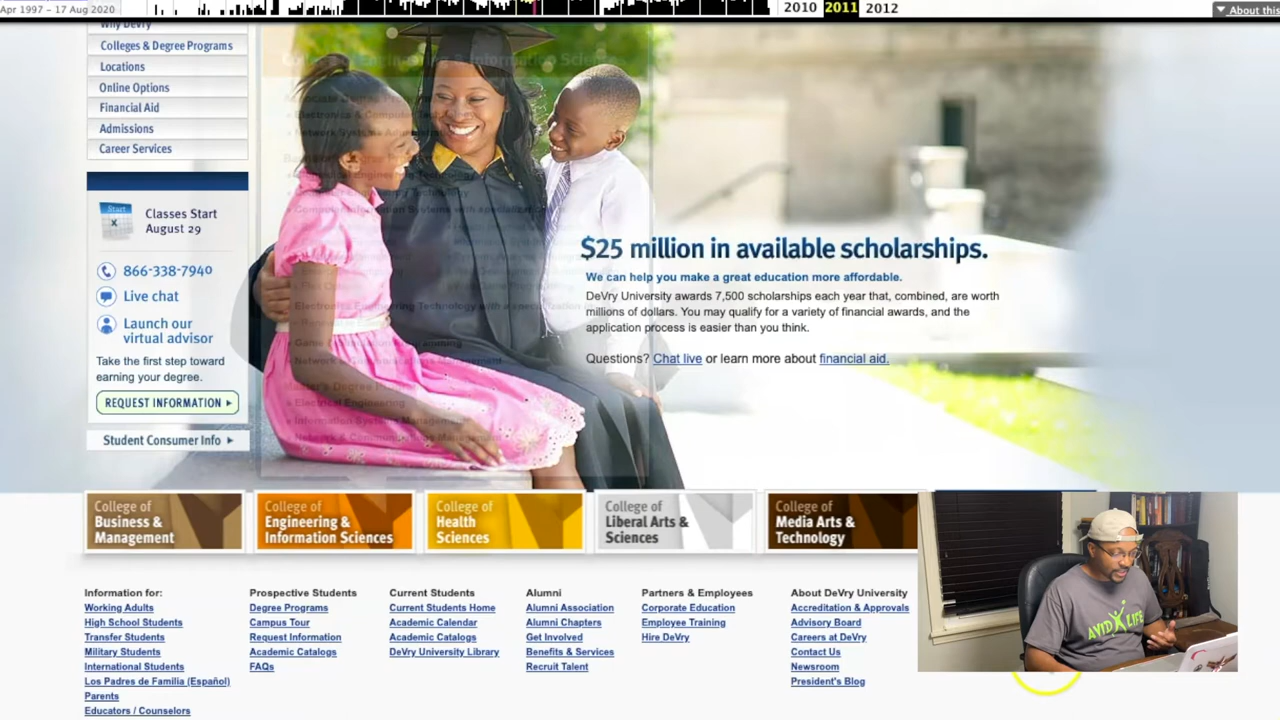 Apr 1997 - 17 Aug 2020
2010 2011 2012
About this
Why DeVry
Colleges & Degree Programs
Locations
Online Options
Financial Aid
Admissions
Career Services
Start
X
Classes Start
August 29
866-338-7940
Live chat
Launch our
virtual advisor
Take the first step toward
earning your degree.
REQUEST INFORMATION
Student Consumer Info
College of Engineering & Information Sciences
$25 million in available scholarships.
We can help you make a great education more affordable.
DeVry University awards 7,500 scholarships each year that, combined, are worth
millions of dollars. You may qualify for a variety of financial awards, and the
application process is easier than you think.
Questions? Chat live or learn more about financial aid.
College of
Business &
Management
College of
Engineering &
Information Sciences
College of
Health
Sciences
College of
Liberal Arts &
Sciences
College of
Media Arts &
Technology
Information for:
Working Adults
High School Students
Transfer Students
Military Students
International Students
Los Padres de Familia (Español)
Parents
Educators / Counselors
Prospective Students
Degree Programs
Campus Tour
Request Information
Academic Catalogs
FAQs
Current Students
Current Students Home
Academic Calendar
Academic Catalogs
DeVry University Library
Alumni
Alumni Association
Alumni Chapters
Get Involved
Benefits & Services
Recruit Talent
Partners & Employees
Corporate Education
Employee Training
Hire DeVry
About DeVry University
Accreditation & Approvals
Advisory Board
Careers at DeVry
Contact Us
Newsroom
President's Blog
AVID LIFE